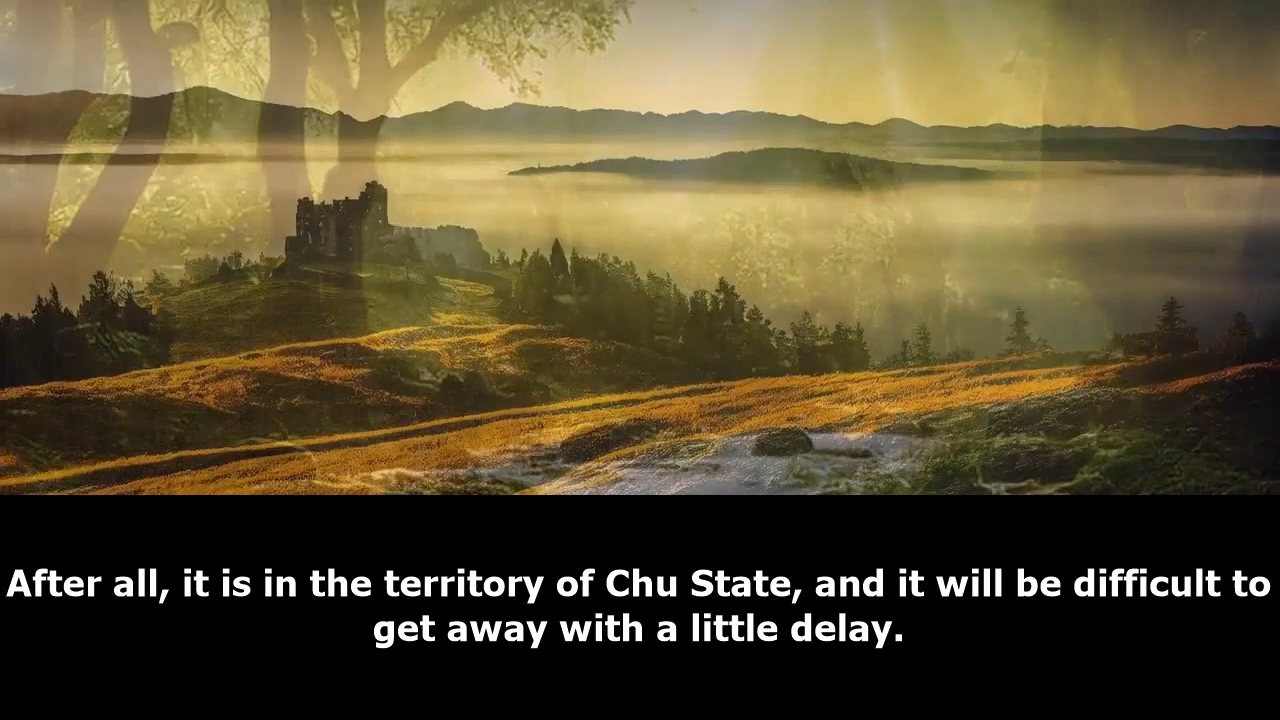 After all, it is in the territory of Chu State, and it will be difficult to
get away with a little delay.